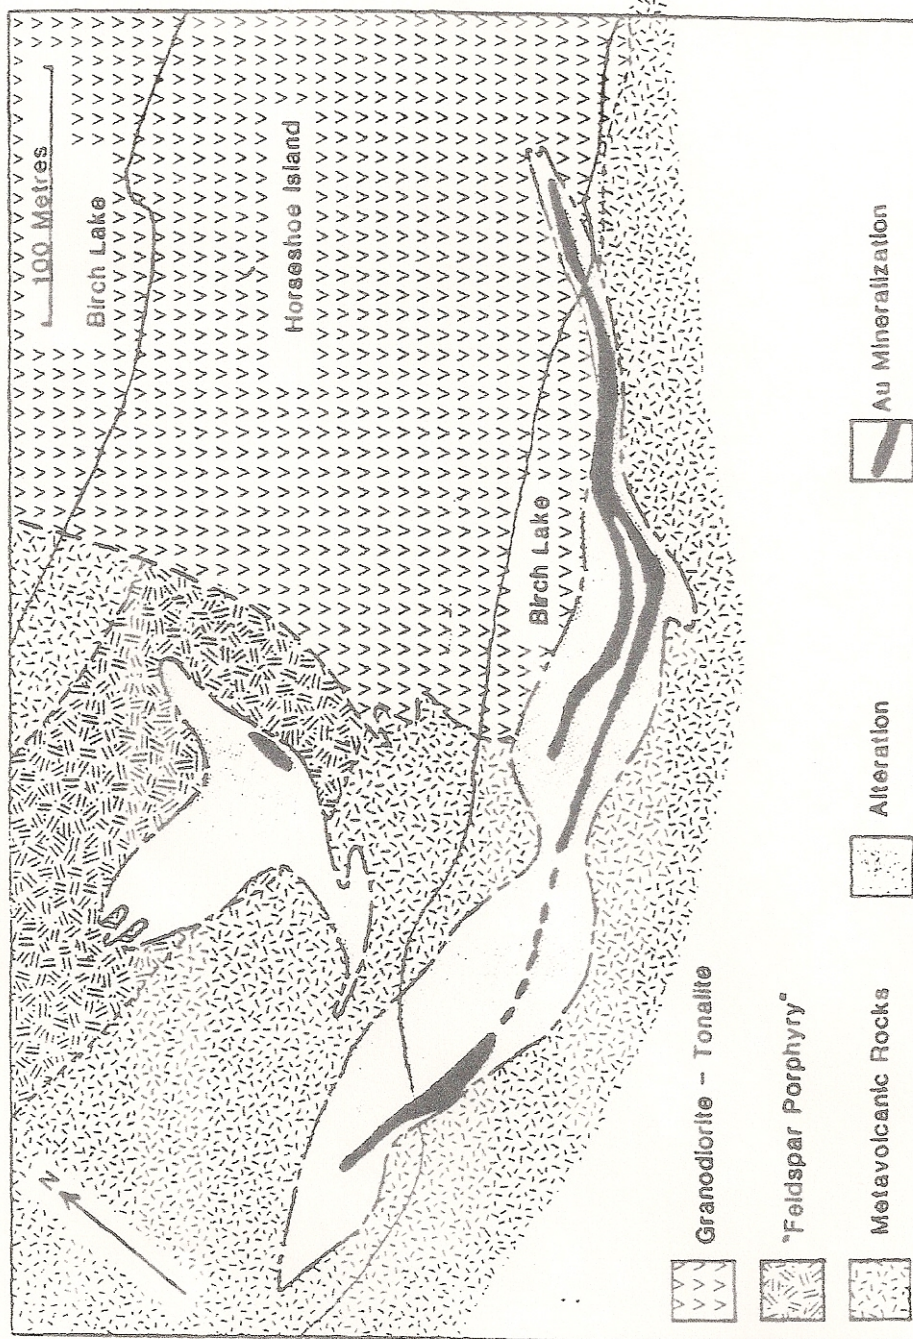 100 Metres
Birch Lake
Horseshoe Island
Birch Lake
N
Granodiorite - Tonalite
"Feldspar Porphyry"
Metavolcanic Rocks
Alteration
Au Mineralization